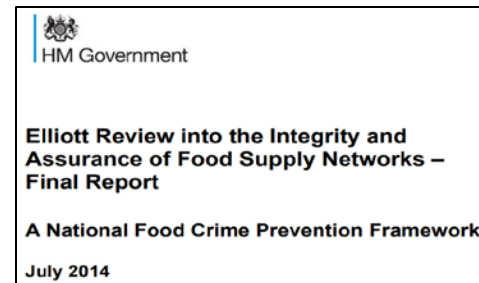 HM Government
Elliott Review into the Integrity and
Assurance of Food Supply Networks –
Final Report
A National Food Crime Prevention Framework
July 2014